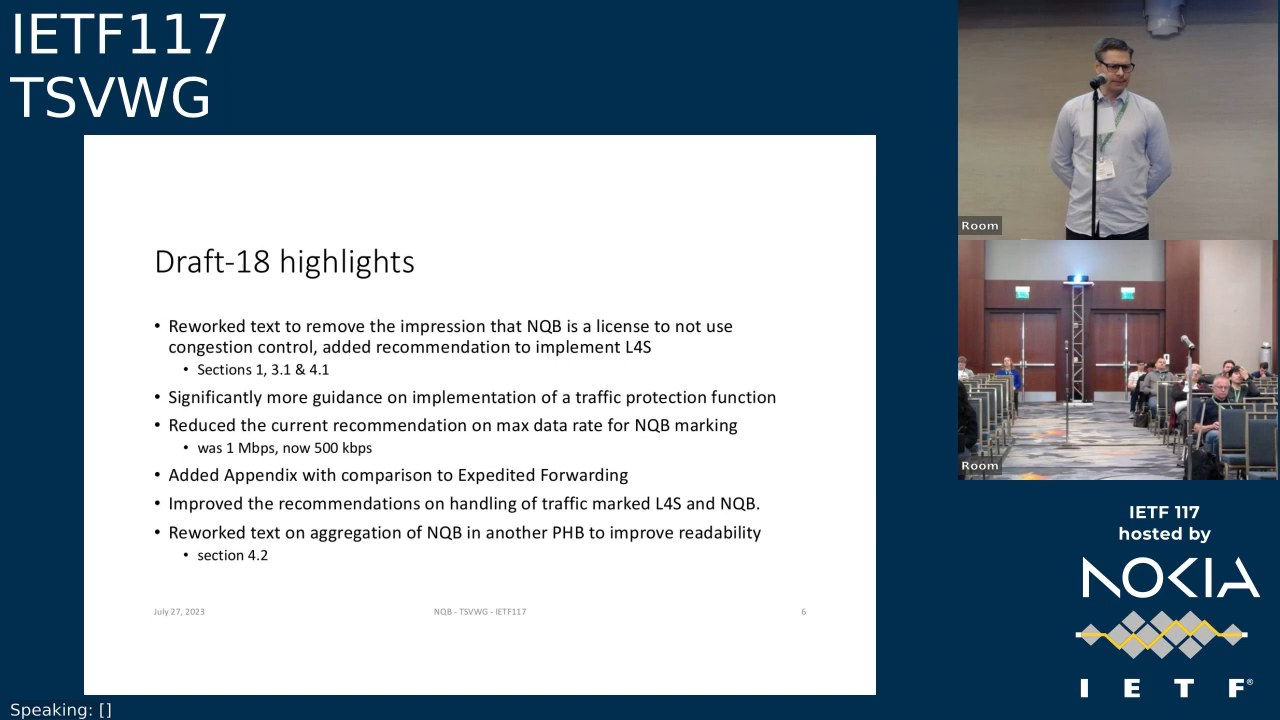 IETF117
TSVWG
Draft-18 highlights
• Reworked text to remove the impression that NQB is a license to not use
congestion control, added recommendation to implement L4S
• Sections 1, 3.1 & 4.1
• Significantly more guidance on implementation of a traffic protection function
• Reduced the current recommendation on max data rate for NQB marking
• was 1 Mbps, now 500 kbps
• Added Appendix with comparison to Expedited Forwarding
• Improved the recommendations on handling of traffic marked L4S and NQB.
• Reworked text on aggregation of NQB in another PHB to improve readability
• section 4.2
July 27, 2023
NQB - TSVWG - IETF117
6
Room
Room
IETF 117
hosted by
NOKIA
I E T F®
Speaking: []